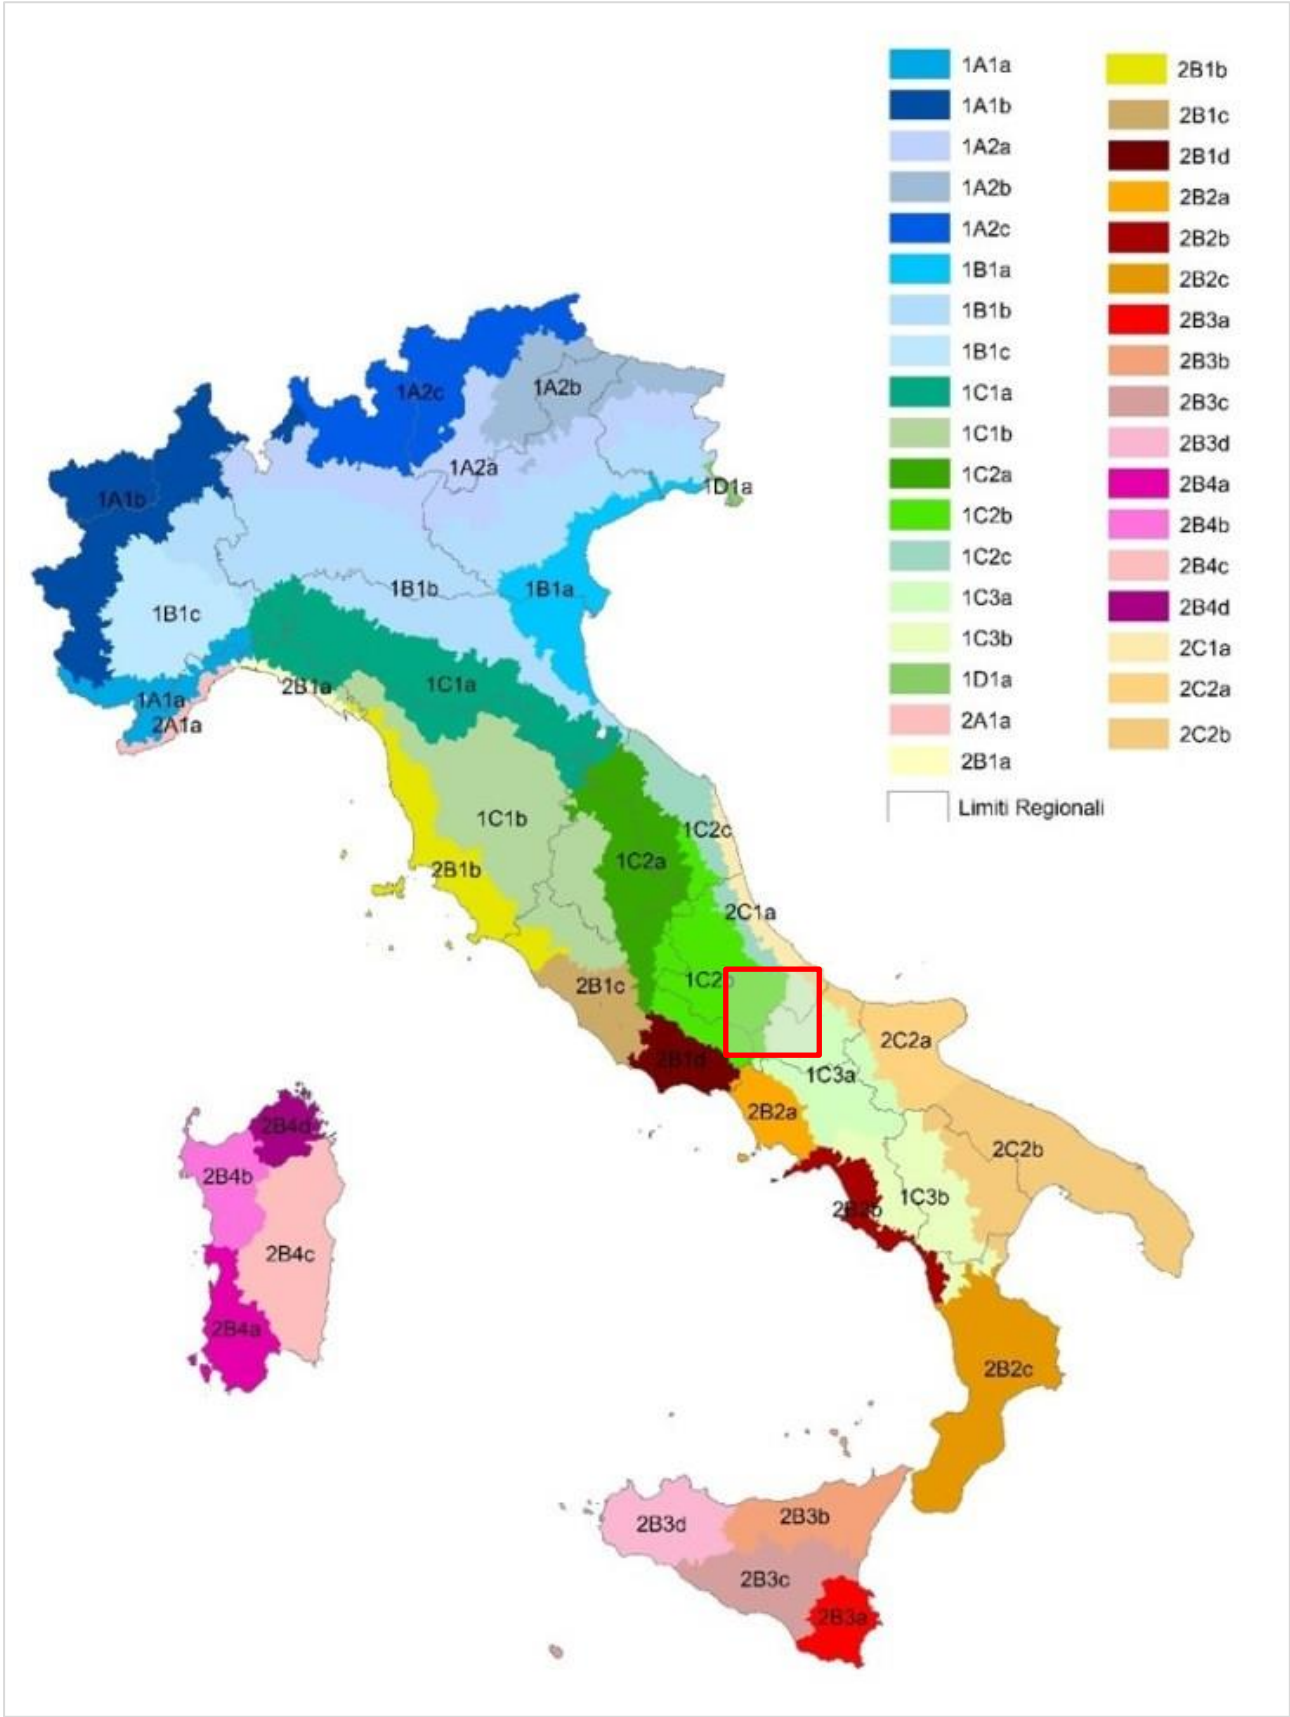 1A1a
1A1b
1A2a
1A2b
1A2c
1B1a
1B1b
1B1c
1C1a
1C1b
1C2a
1C2b
1C2c
1C3a
1C3b
1D1a
2A1a
2B1a
Limiti Regionali
2B1b
2B1c
2B1d
2B2a
2B2b
2B2c
2B3a
2B3b
2B3c
2B3d
2B4a
2B4b
2B4c
2B4d
2C1a
2C2a
2C2b
1A2c
1A2b
1A2a
1D1a
1A1b
1B1b
1B1a
1B1c
1C1a
2B1a
1A1a
2A1a
1C1b
1C2c
1C2a
2B1b
2C1a
1C2b
2B1c
2C2a
2B1d
1C3a
2B2a
2B4d
2C2b
2B4b
1C3b
2B2b
2B4c
2B4a
2B2c
2B3b
2B3d
2B3c
2B3a